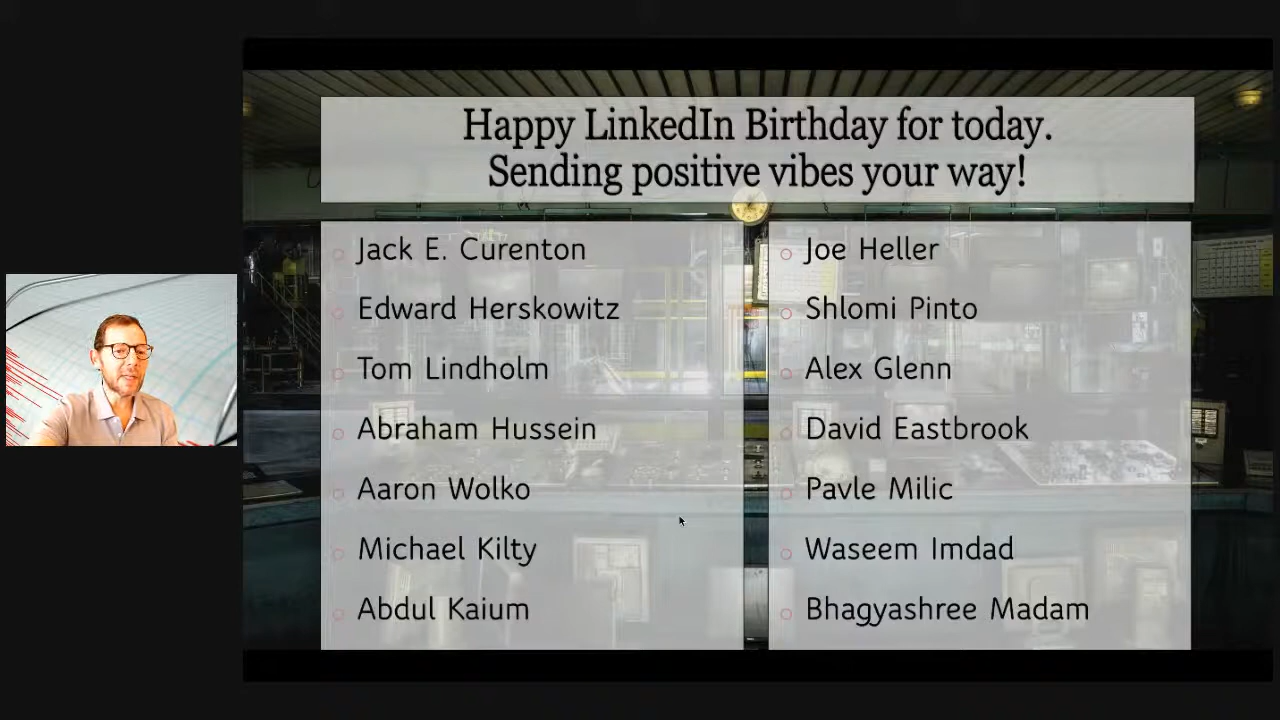 Happy LinkedIn Birthday for today.
Sending positive vibes your way!
Jack E. Curenton
Edward Herskowitz
Tom Lindholm
Abraham Hussein
Aaron Wolko
Michael Kilty
Abdul Kaium
Joe Heller
Shlomi Pinto
Alex Glenn
David Eastbrook
Pavle Milic
Waseem Imdad
Bhagyashree Madam